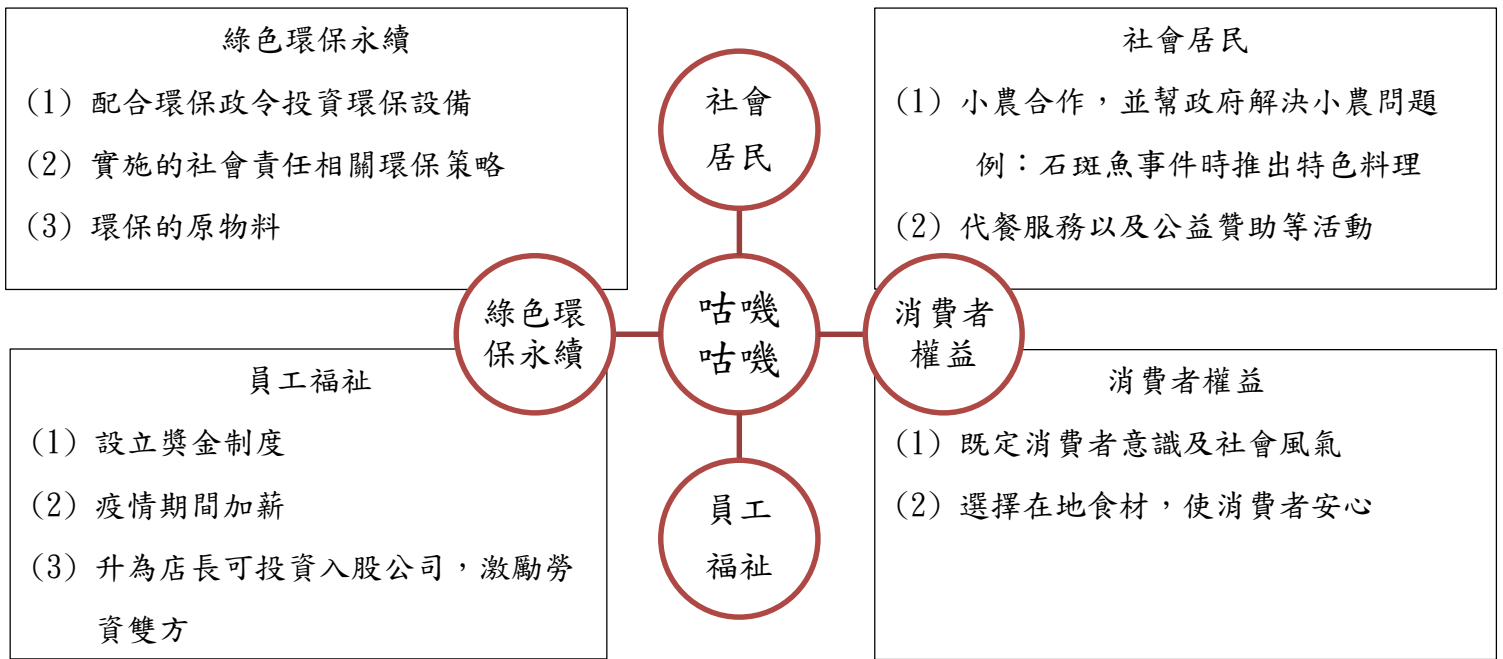 綠色環保永續
(1) 配合環保政令投資環保設備
(2) 實施的社會責任相關環保策略
(3) 環保的原物料
社會
居民
社會居民
(1) 小農合作，並幫政府解決小農問題
例：石斑魚事件時推出特色料理
(2) 代餐服務以及公益贊助等活動
綠色環
保永續
咕嘰
咕嘰
消費者
權益
員工福祉
(1) 設立獎金制度
(2) 疫情期間加薪
(3) 升為店長可投資入股公司，激勵勞
資雙方
員工
福祉
消費者權益
(1) 既定消費者意識及社會風氣
(2) 選擇在地食材，使消費者安心